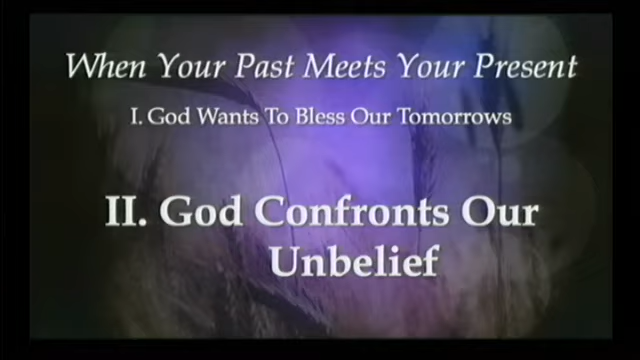 When Your Past Meets Your Present
I. God Wants To Bless Our Tomorrows
II. God Confronts Our
Unbelief